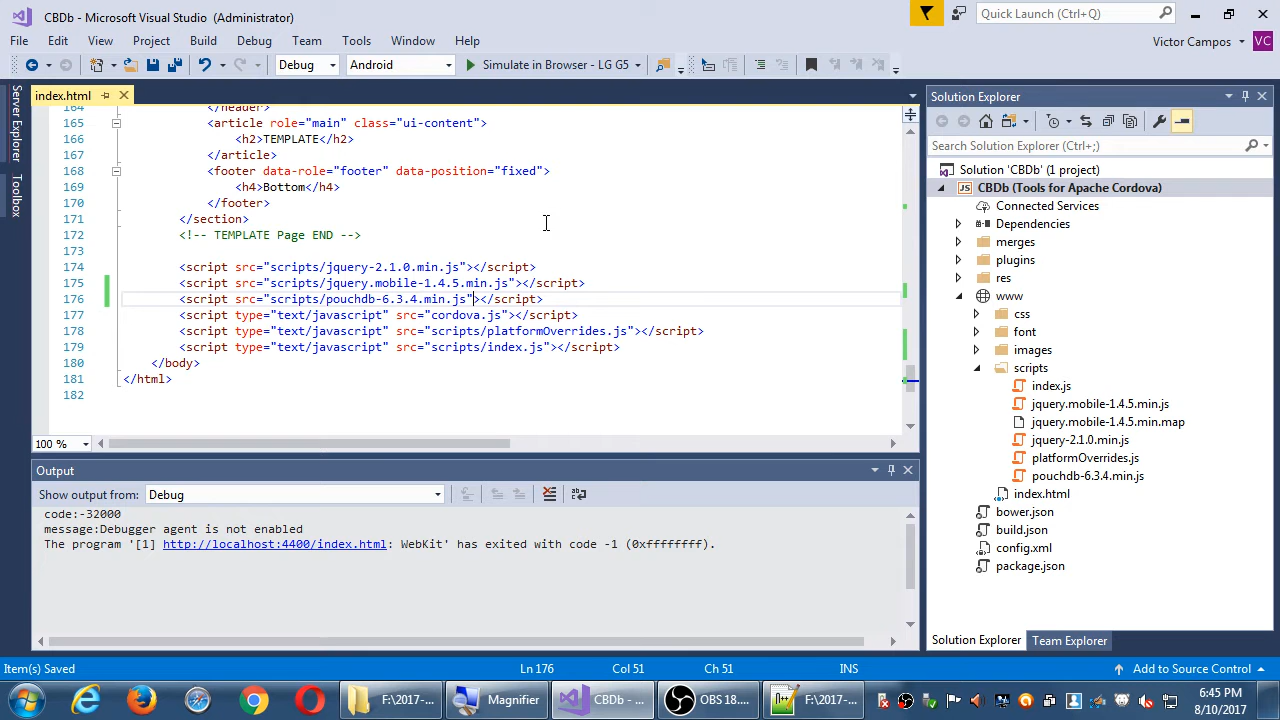 CBDb - Microsoft Visual Studio (Administrator)
Quick Launch (Ctrl+Q)
File Edit View Project Build Debug Team Tools Window Help
Victor Campos VC
Debug Android Simulate in Browser - LG G5
Server Explorer
Toolbox
index.html
164 </header>
165 <article role="main" class="ui-content">
166 <h2>TEMPLATE</h2>
167 </article>
168 <footer data-role="footer" data-position="fixed">
169 <h4>Bottom</h4>
170 </footer>
171 </section>
172 <!-- TEMPLATE Page END -->
173
174 <script src="scripts/jquery-2.1.0.min.js"></script>
175 <script src="scripts/jquery.mobile-1.4.5.min.js"></script>
176 <script src="scripts/pouchdb-6.3.4.min.js"></script>
177 <script type="text/javascript" src="cordova.js"></script>
178 <script type="text/javascript" src="scripts/platformOverrides.js"></script>
179 <script type="text/javascript" src="scripts/index.js"></script>
180 </body>
181 </html>
182
100 %
Output
Show output from: Debug
code:-32000
message:Debugger agent is not enabled
The program '[1] http://localhost:4400/index.html: WebKit' has exited with code -1 (0xffffffff).
Solution Explorer
Search Solution Explorer (Ctrl+;)
Solution 'CBDb' (1 project)
JS CBDb (Tools for Apache Cordova)
Connected Services
Dependencies
merges
plugins
res
www
css
font
images
scripts
index.js
jquery.mobile-1.4.5.min.js
jquery.mobile-1.4.5.min.map
jquery-2.1.0.min.js
platformOverrides.js
pouchdb-6.3.4.min.js
index.html
bower.json
build.json
config.xml
package.json
Solution Explorer Team Explorer
Item(s) Saved Ln 176 Col 51 Ch 51 INS Add to Source Control
F:\2017-... Magnifier CBDb - ... OBS 18.... F:\2017-...
6:45 PM
8/10/2017